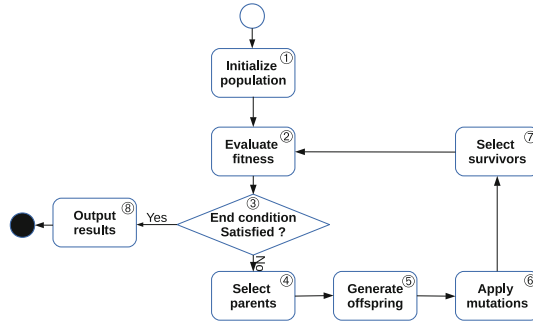 ①
Initialize
population
②
Evaluate
fitness
⑦
Select
survivors
③
End condition
Satisfied ?
Yes
⑧
Output
results
No
④
Select
parents
⑤
Generate
offspring
⑥
Apply
mutations